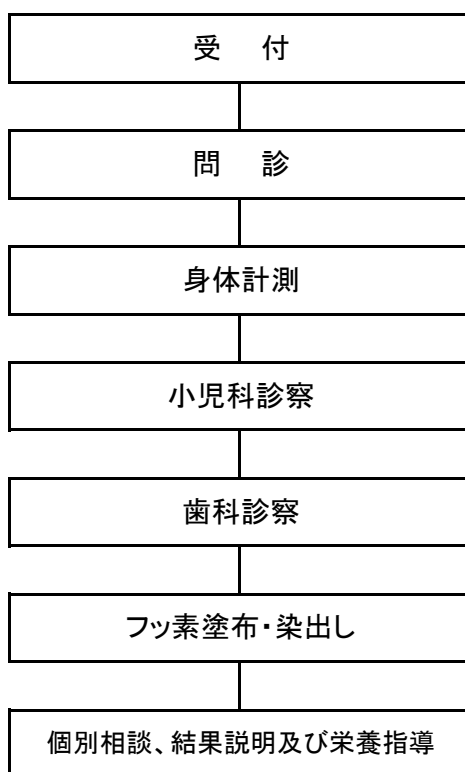 受　付
問　診
身体計測
小児科診察
歯科診察
フッ素塗布・染出し
個別相談、結果説明及び栄養指導